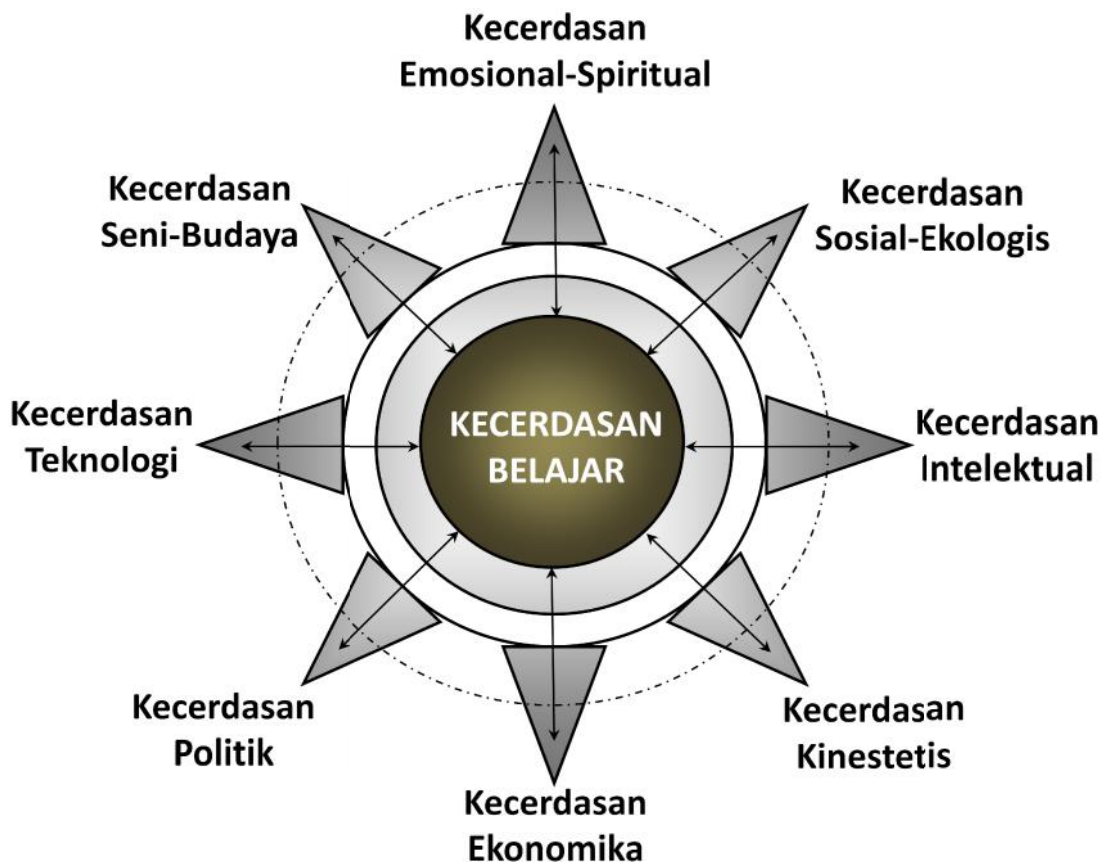 Kecerdasan
Emosional-Spiritual
Kecerdasan
Seni-Budaya
Kecerdasan
Sosial-Ekologis
Kecerdasan
Teknologi
KECERDASAN
BELAJAR
Kecerdasan
Intelektual
Kecerdasan
Politik
Kecerdasan
Kinestetis
Kecerdasan
Ekonomika